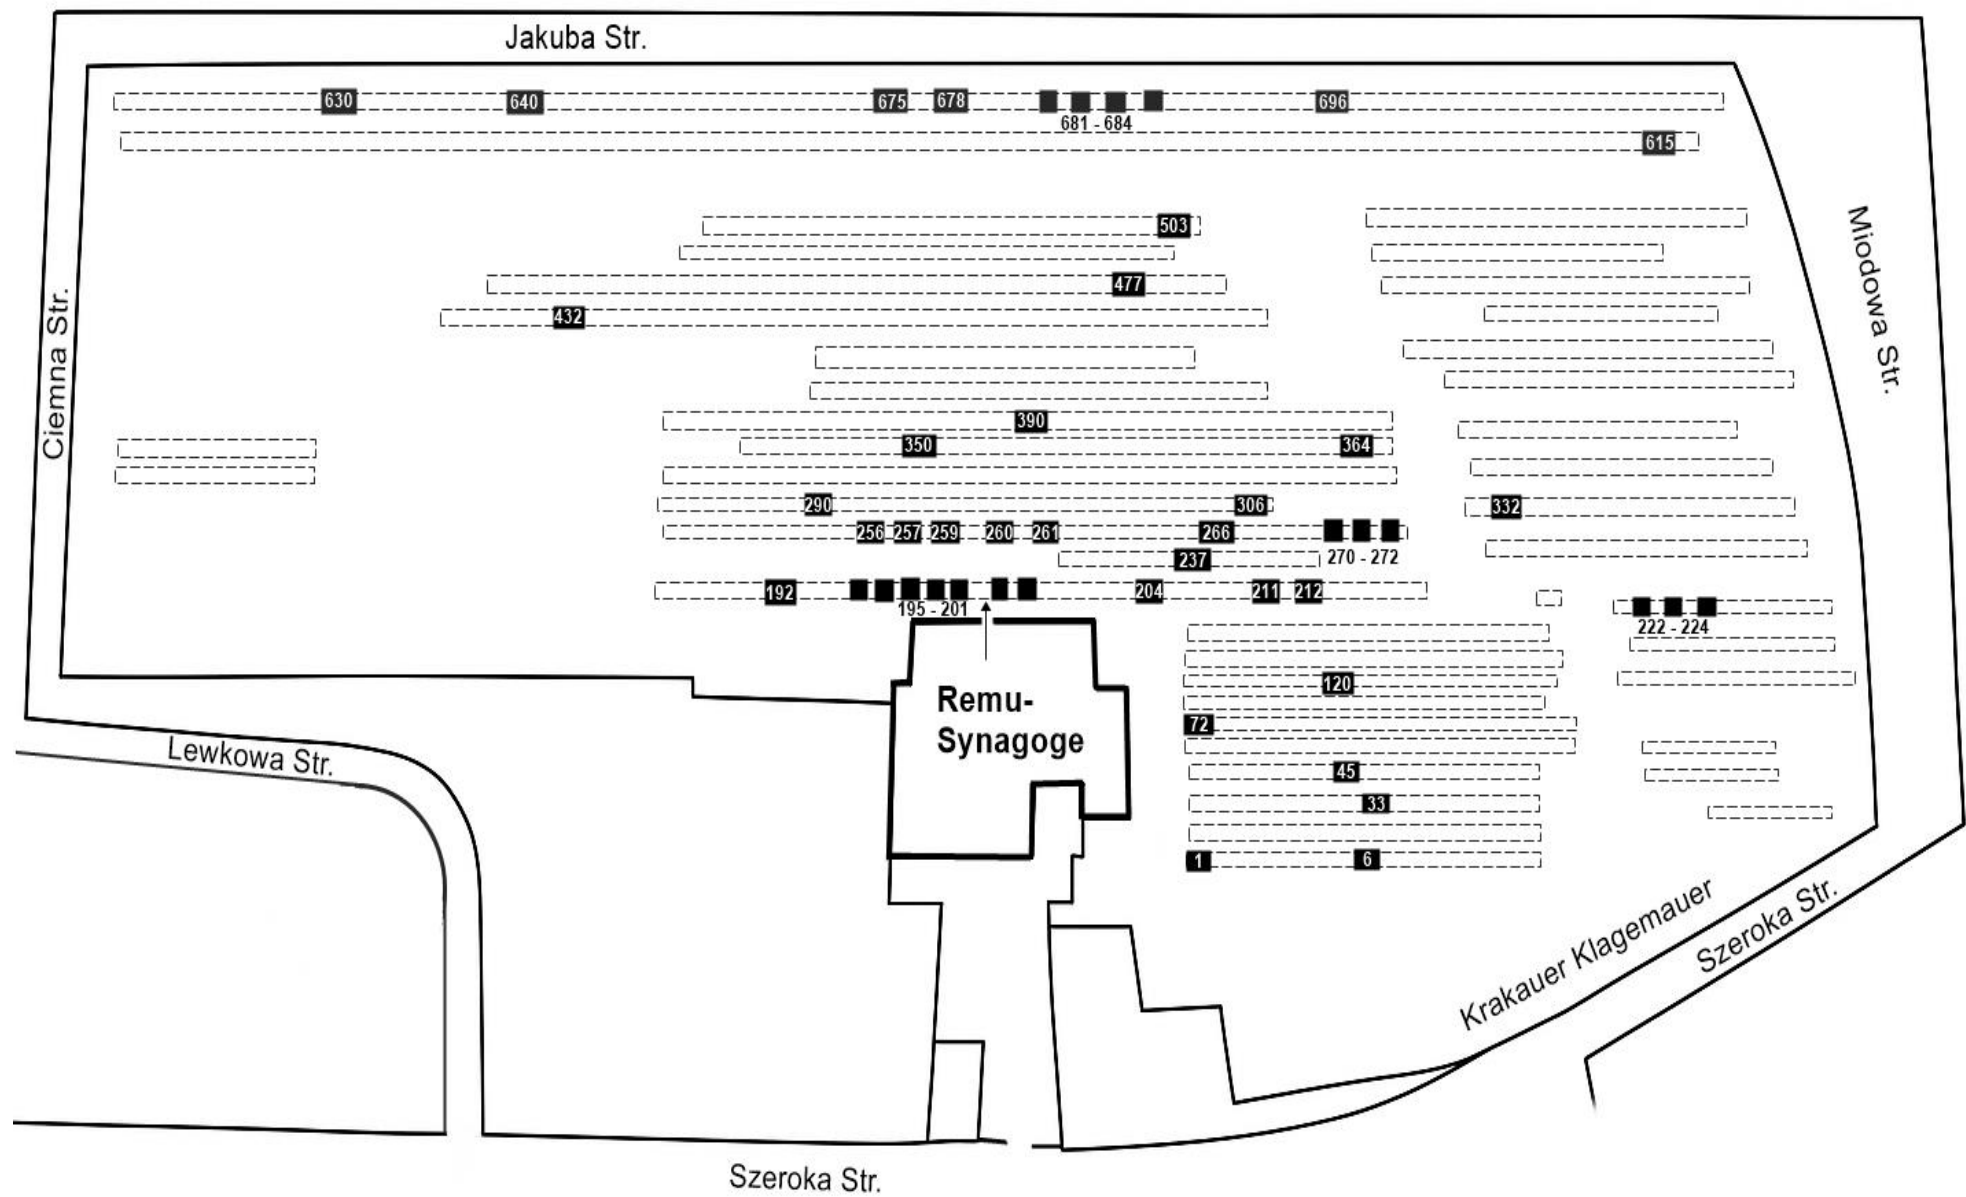 Jakuba Str.
630 640 675 678 696
681 - 684
615
503
477
432
390
350 364
290 306 332
256 257 259 260 261 266
270 - 272
237
192 204 211 212
195 - 201
222 - 224
120
72
45
33
1 6
Remu-
Synagoge
Ciemna Str.
Miodowa Str.
Lewkowa Str.
Krakauer Klagemauer
Szeroka Str.
Szeroka Str.